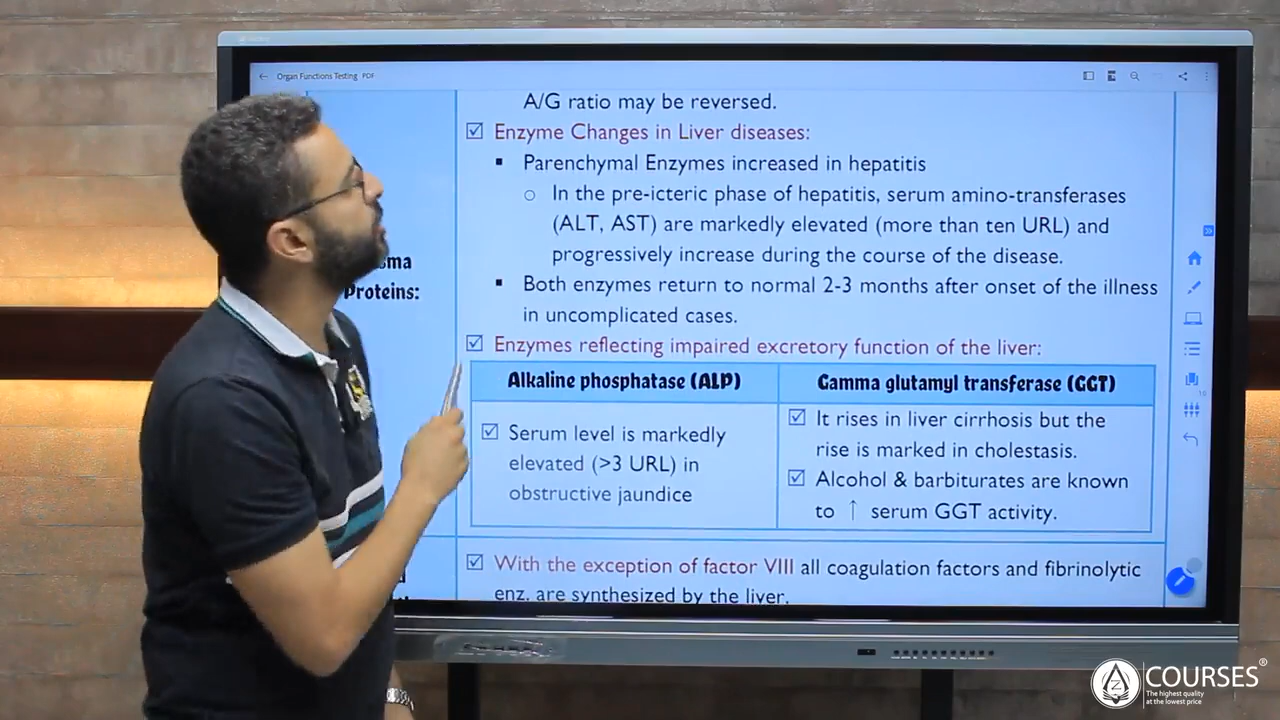 Organ Functions Testing PDF
A/G ratio may be reversed.
☑ Enzyme Changes in Liver diseases:
▪ Parenchymal Enzymes increased in hepatitis
○ In the pre-icteric phase of hepatitis, serum amino-transferases
(ALT, AST) are markedly elevated (more than ten URL) and
progressively increase during the course of the disease.
sma
Proteins:
▪ Both enzymes return to normal 2-3 months after onset of the illness
in uncomplicated cases.
☑ Enzymes reflecting impaired excretory function of the liver:
Alkaline phosphatase (ALP)
☑ Serum level is markedly
elevated (>3 URL) in
obstructive jaundice
Gamma glutamyl transferase (GGT)
☑ It rises in liver cirrhosis but the
rise is marked in cholestasis.
☑ Alcohol & barbiturates are known
to ↑ serum GGT activity.
☑ With the exception of factor VIII all coagulation factors and fibrinolytic
enz. are synthesized by the liver.
Z COURSES®
The highest quality
at the lowest price